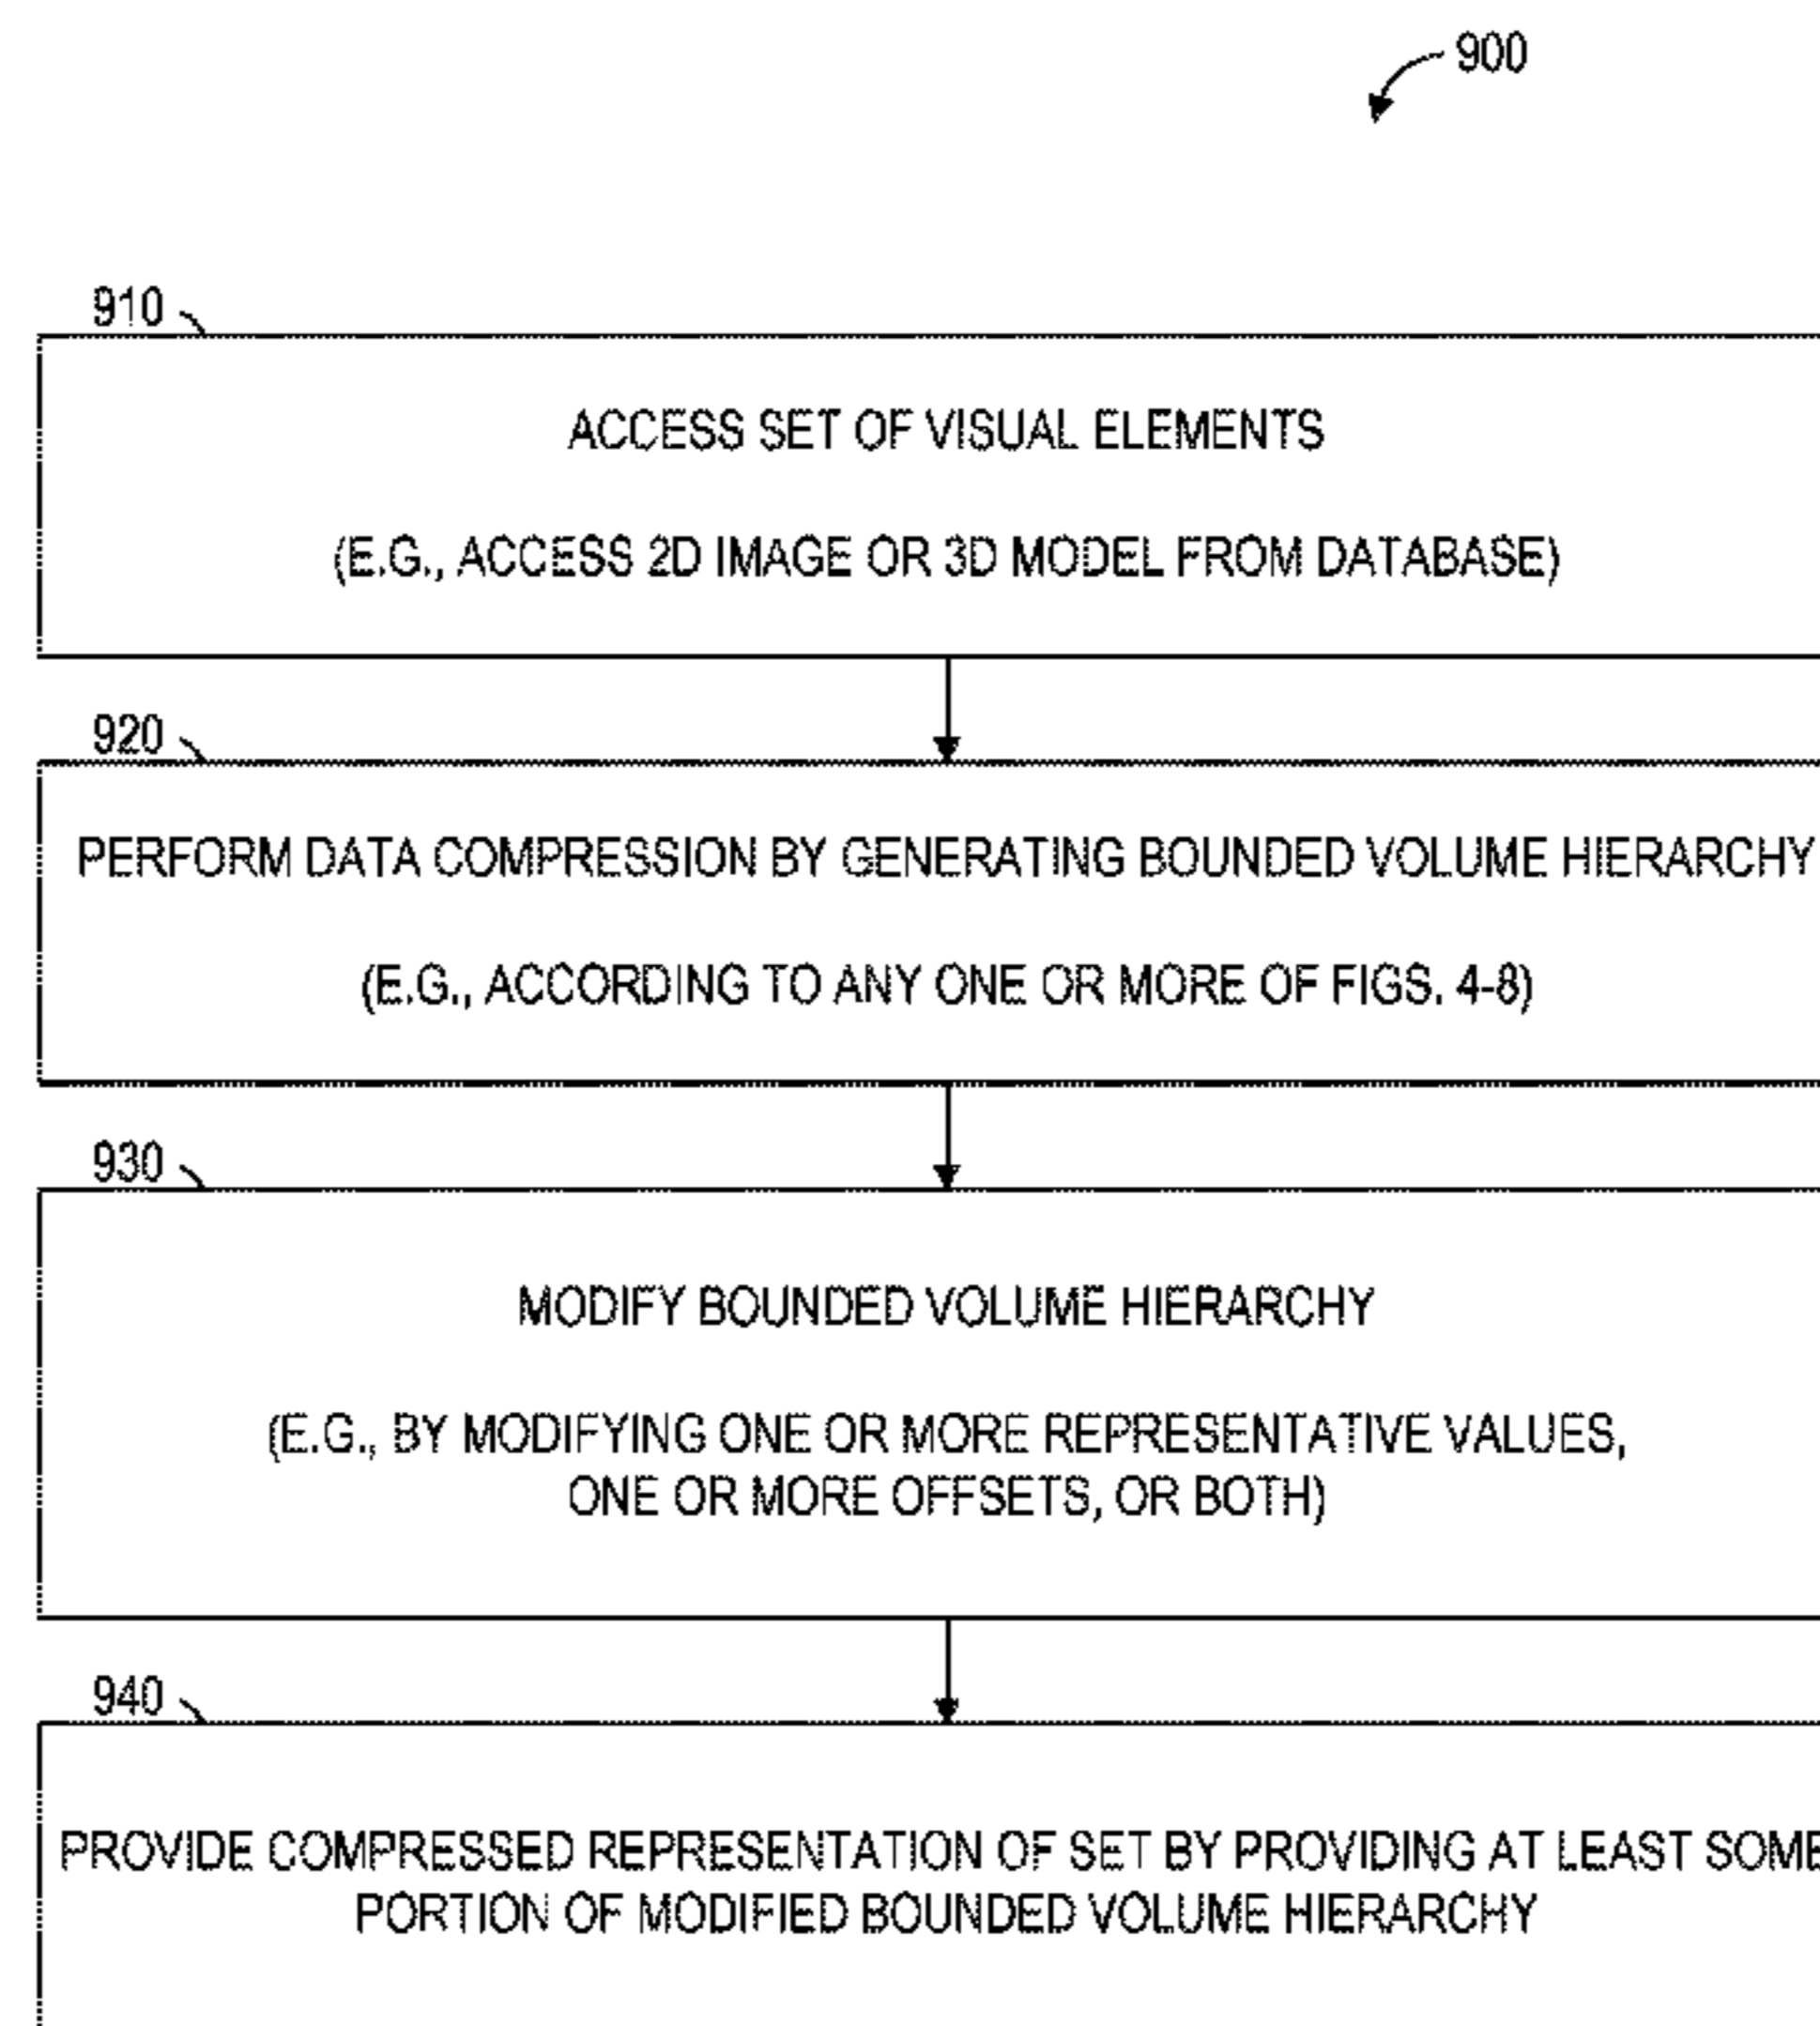 900
910
ACCESS SET OF VISUAL ELEMENTS
(E.G., ACCESS 2D IMAGE OR 3D MODEL FROM DATABASE)
920
PERFORM DATA COMPRESSION BY GENERATING BOUNDED VOLUME HIERARCHY
(E.G., ACCORDING TO ANY ONE OR MORE OF FIGS. 4-8)
930
MODIFY BOUNDED VOLUME HIERARCHY
(E.G., BY MODIFYING ONE OR MORE REPRESENTATIVE VALUES,
ONE OR MORE OFFSETS, OR BOTH)
940
PROVIDE COMPRESSED REPRESENTATION OF SET BY PROVIDING AT LEAST SOME
PORTION OF MODIFIED BOUNDED VOLUME HIERARCHY